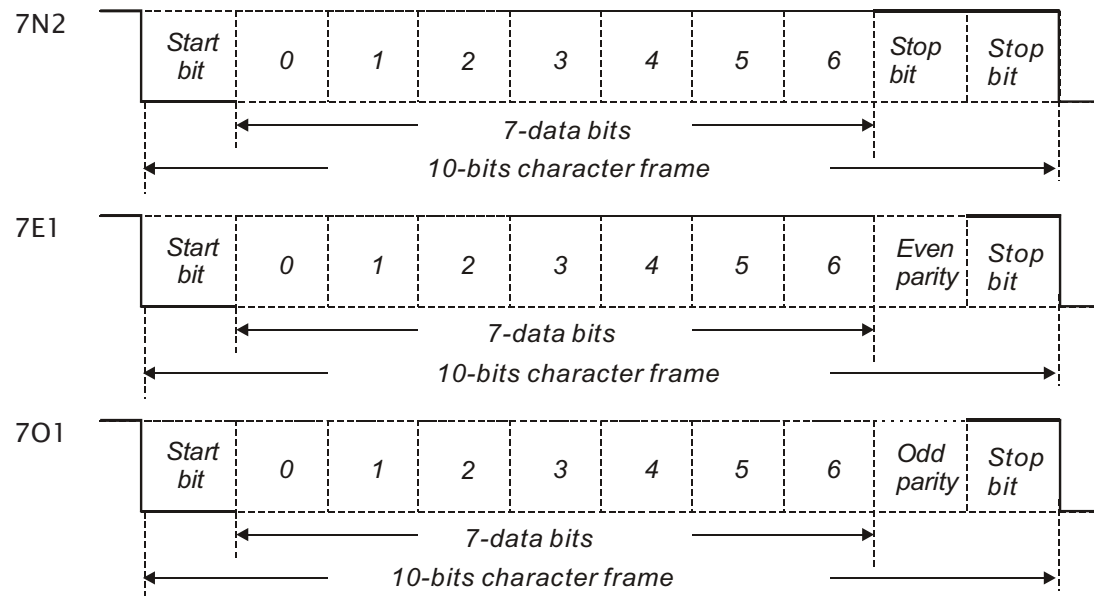 7N2
Start bit 0 1 2 3 4 5 6 Stop bit Stop bit
7-data bits
10-bits character frame
7E1
Start bit 0 1 2 3 4 5 6 Even parity Stop bit
7-data bits
10-bits character frame
7O1
Start bit 0 1 2 3 4 5 6 Odd parity Stop bit
7-data bits
10-bits character frame